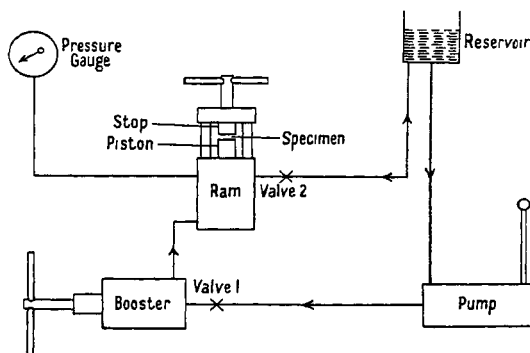 Pressure
Gauge
Reservoir
Stop
Specimen
Piston
Ram
Valve 2
Valve 1
Booster
Pump